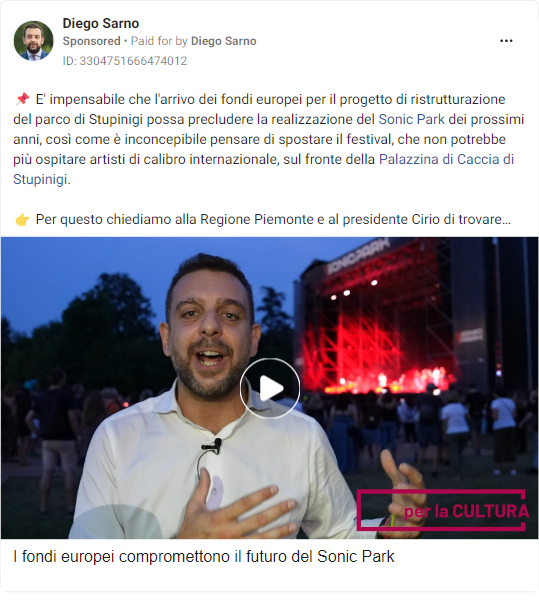 Diego Sarno
Sponsored • Paid for by Diego Sarno
ID: 3304751666474012
📌 E' impensabile che l'arrivo dei fondi europei per il progetto di ristrutturazione
del parco di Stupinigi possa precludere la realizzazione del Sonic Park dei prossimi
anni, così come è inconcepibile pensare di spostare il festival, che non potrebbe
più ospitare artisti di calibro internazionale, sul fronte della Palazzina di Caccia di
Stupinigi.
👉 Per questo chiediamo alla Regione Piemonte e al presidente Cirio di trovare...
SONICPARK
per la CULTURA
I fondi europei compromettono il futuro del Sonic Park